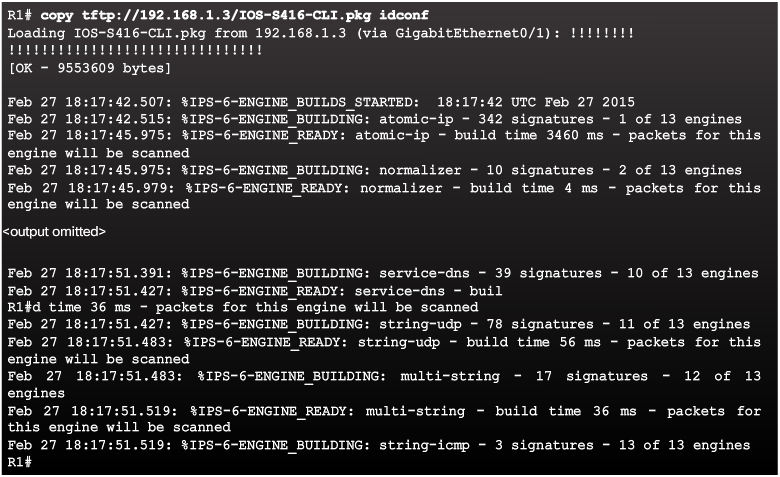 R1# copy tftp://192.168.1.3/IOS-S416-CLI.pkg idconf
Loading IOS-S416-CLI.pkg from 192.168.1.3 (via GigabitEthernet0/1): !!!!!!!!
!!!!!!!!!!!!!!!!!!!!!!!!!!!!!!!
[OK - 9553609 bytes]
Feb 27 18:17:42.507: %IPS-6-ENGINE_BUILDS_STARTED:  18:17:42 UTC Feb 27 2015
Feb 27 18:17:42.515: %IPS-6-ENGINE_BUILDING: atomic-ip - 342 signatures - 1 of 13 engines
Feb 27 18:17:45.975: %IPS-6-ENGINE_READY: atomic-ip - build time 3460 ms - packets for this
engine will be scanned
Feb 27 18:17:45.975: %IPS-6-ENGINE_BUILDING: normalizer - 10 signatures - 2 of 13 engines
Feb 27 18:17:45.979: %IPS-6-ENGINE_READY: normalizer - build time 4 ms - packets for this
engine will be scanned
<output omitted>
Feb 27 18:17:51.391: %IPS-6-ENGINE_BUILDING: service-dns - 39 signatures - 10 of 13 engines
Feb 27 18:17:51.427: %IPS-6-ENGINE_READY: service-dns - buil
R1#d time 36 ms - packets for this engine will be scanned
Feb 27 18:17:51.427: %IPS-6-ENGINE_BUILDING: string-udp - 78 signatures - 11 of 13 engines
Feb 27 18:17:51.483: %IPS-6-ENGINE_READY: string-udp - build time 56 ms - packets for this
engine will be scanned
Feb 27 18:17:51.483: %IPS-6-ENGINE_BUILDING: multi-string - 17 signatures - 12 of 13
engines
Feb 27 18:17:51.519: %IPS-6-ENGINE_READY: multi-string - build time 36 ms - packets for
this engine will be scanned
Feb 27 18:17:51.519: %IPS-6-ENGINE_BUILDING: string-icmp - 3 signatures - 13 of 13 engines
R1#